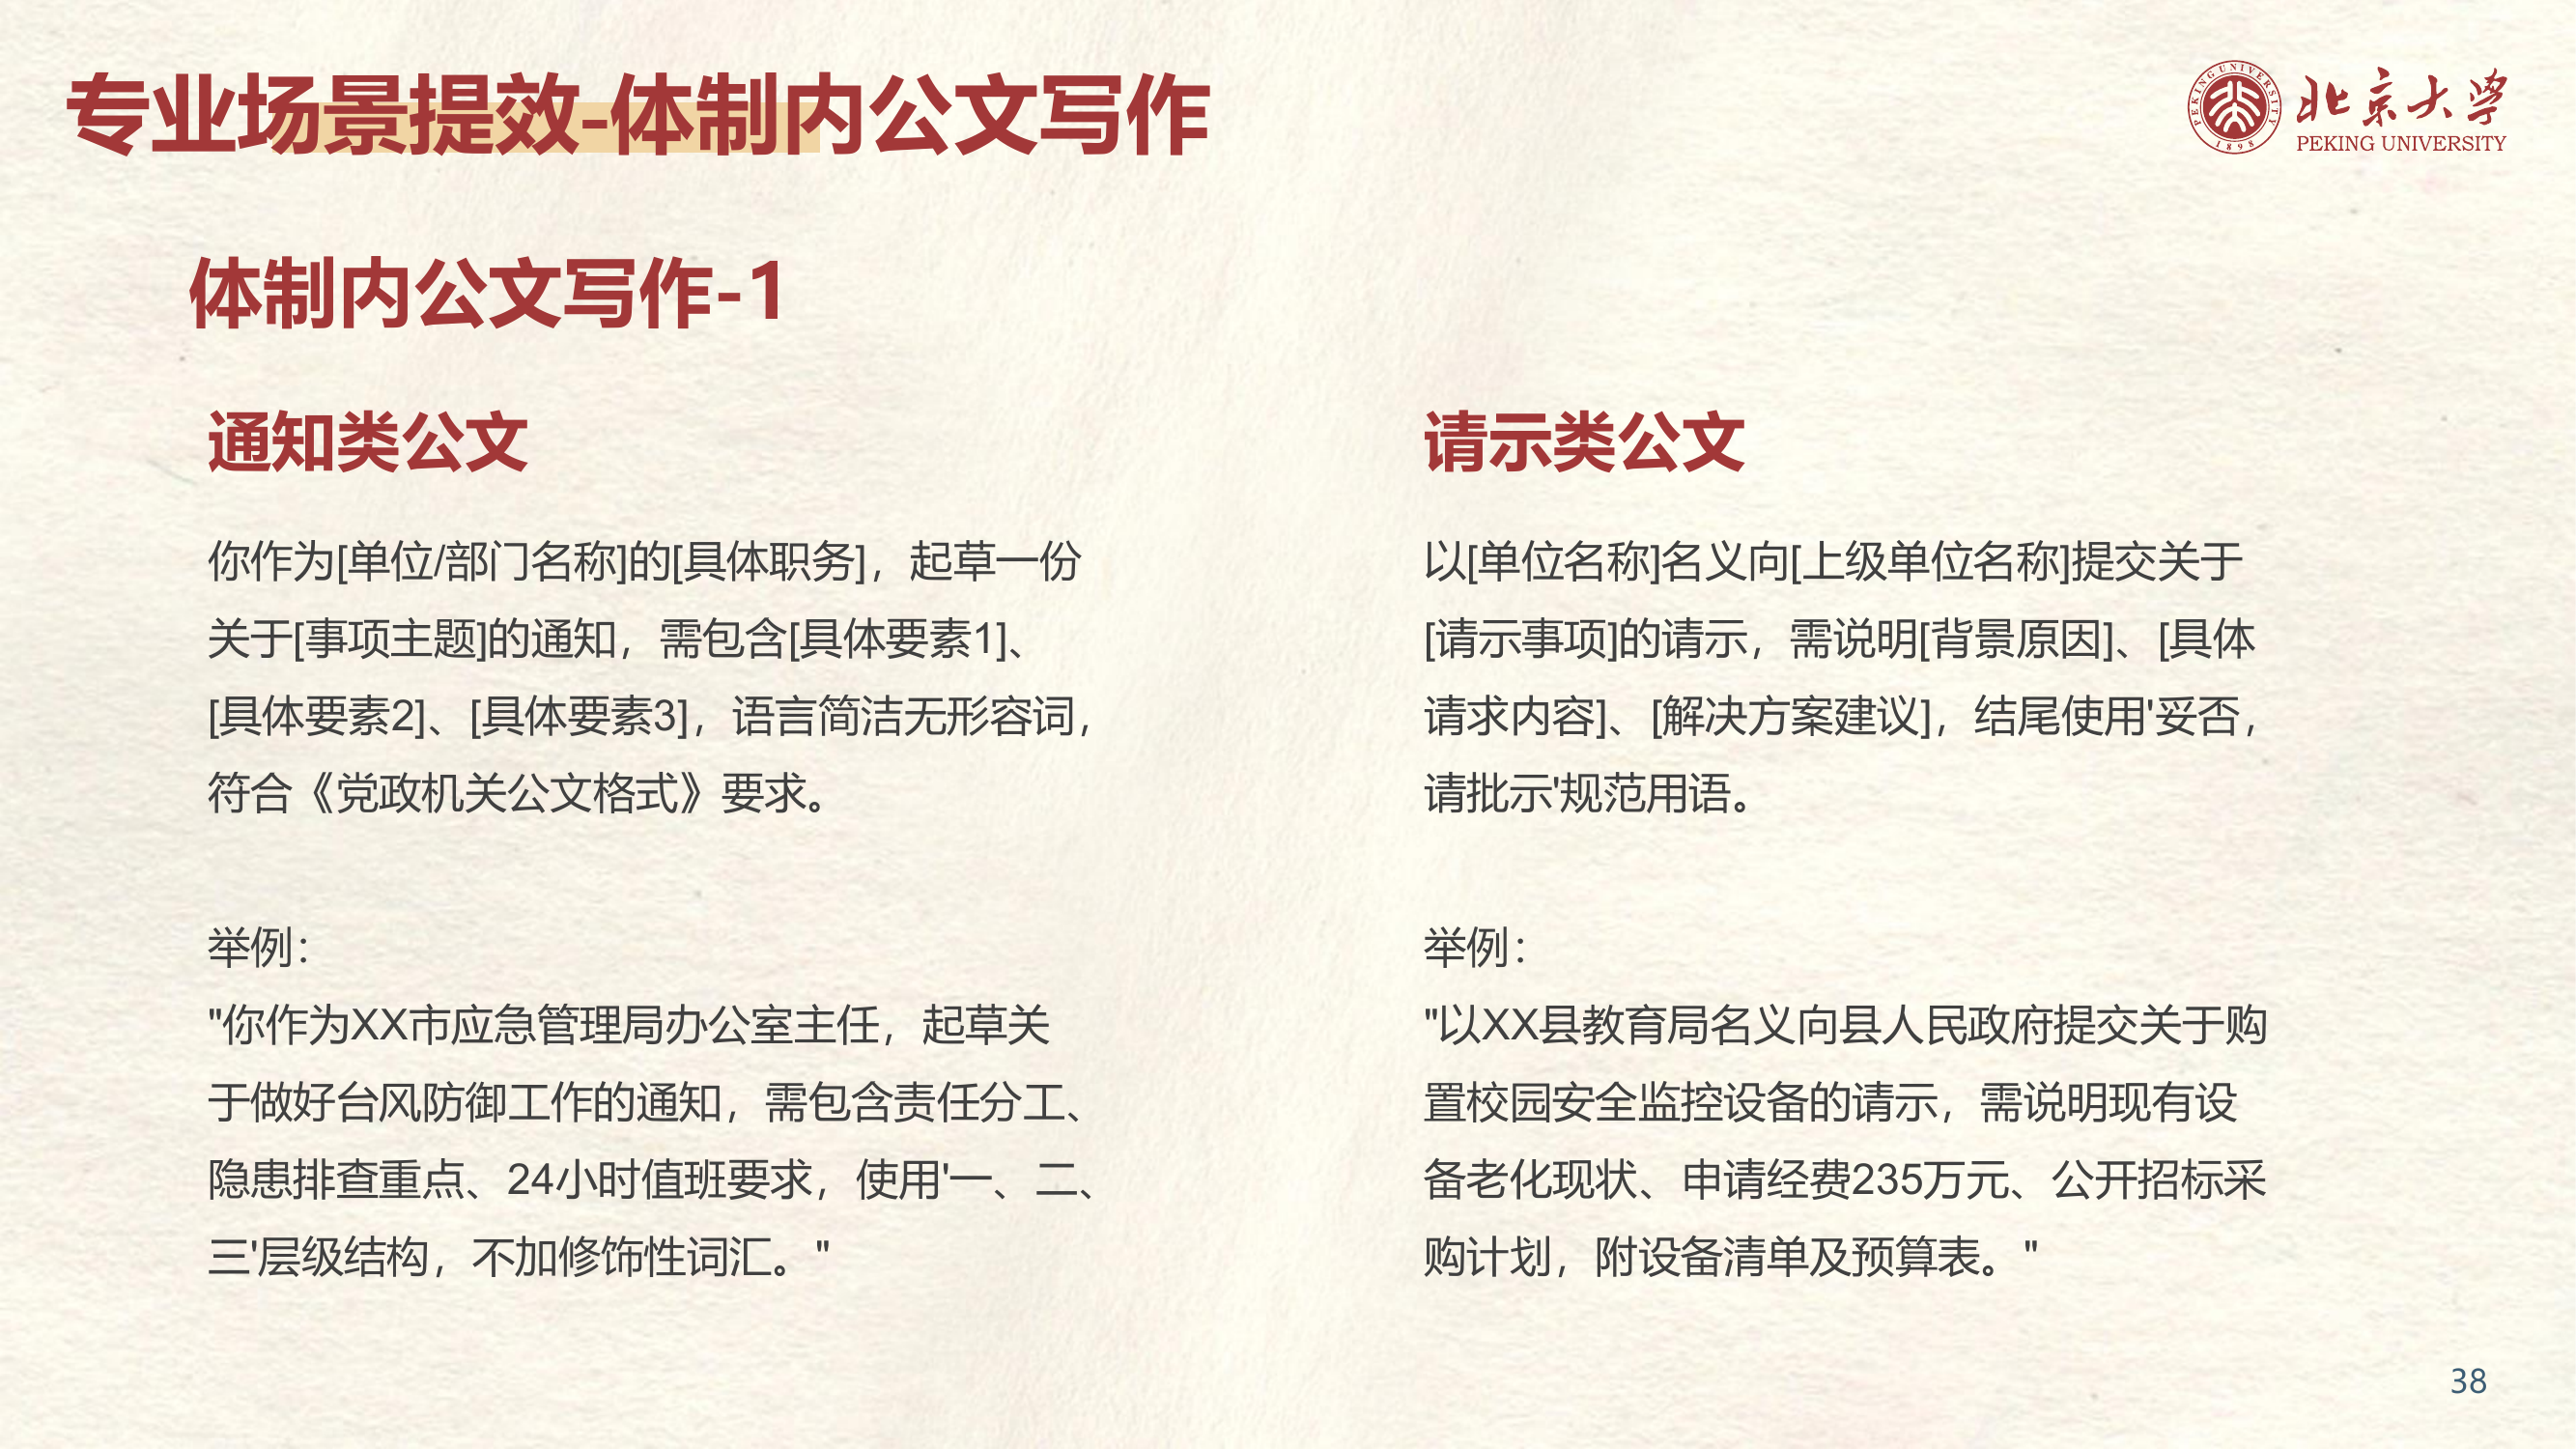 专业场景提效-体制内公文写作
北京大学
PEKING UNIVERSITY
PEKING UNIVERSITY
1898
体制内公文写作-1
通知类公文
你作为[单位/部门名称]的[具体职务]，起草一份
关于[事项主题]的通知，需包含[具体要素1]、
[具体要素2]、[具体要素3]，语言简洁无形容词，
符合《党政机关公文格式》要求。
举例：
"你作为XX市应急管理局办公室主任，起草关
于做好台风防御工作的通知，需包含责任分工、
隐患排查重点、24小时值班要求，使用'一、二、
三'层级结构，不加修饰性词汇。"
请示类公文
以[单位名称]名义向[上级单位名称]提交关于
[请示事项]的请示，需说明[背景原因]、[具体
请求内容]、[解决方案建议]，结尾使用'妥否，
请批示'规范用语。
举例：
"以XX县教育局名义向县人民政府提交关于购
置校园安全监控设备的请示，需说明现有设
备老化现状、申请经费235万元、公开招标采
购计划，附设备清单及预算表。"
38